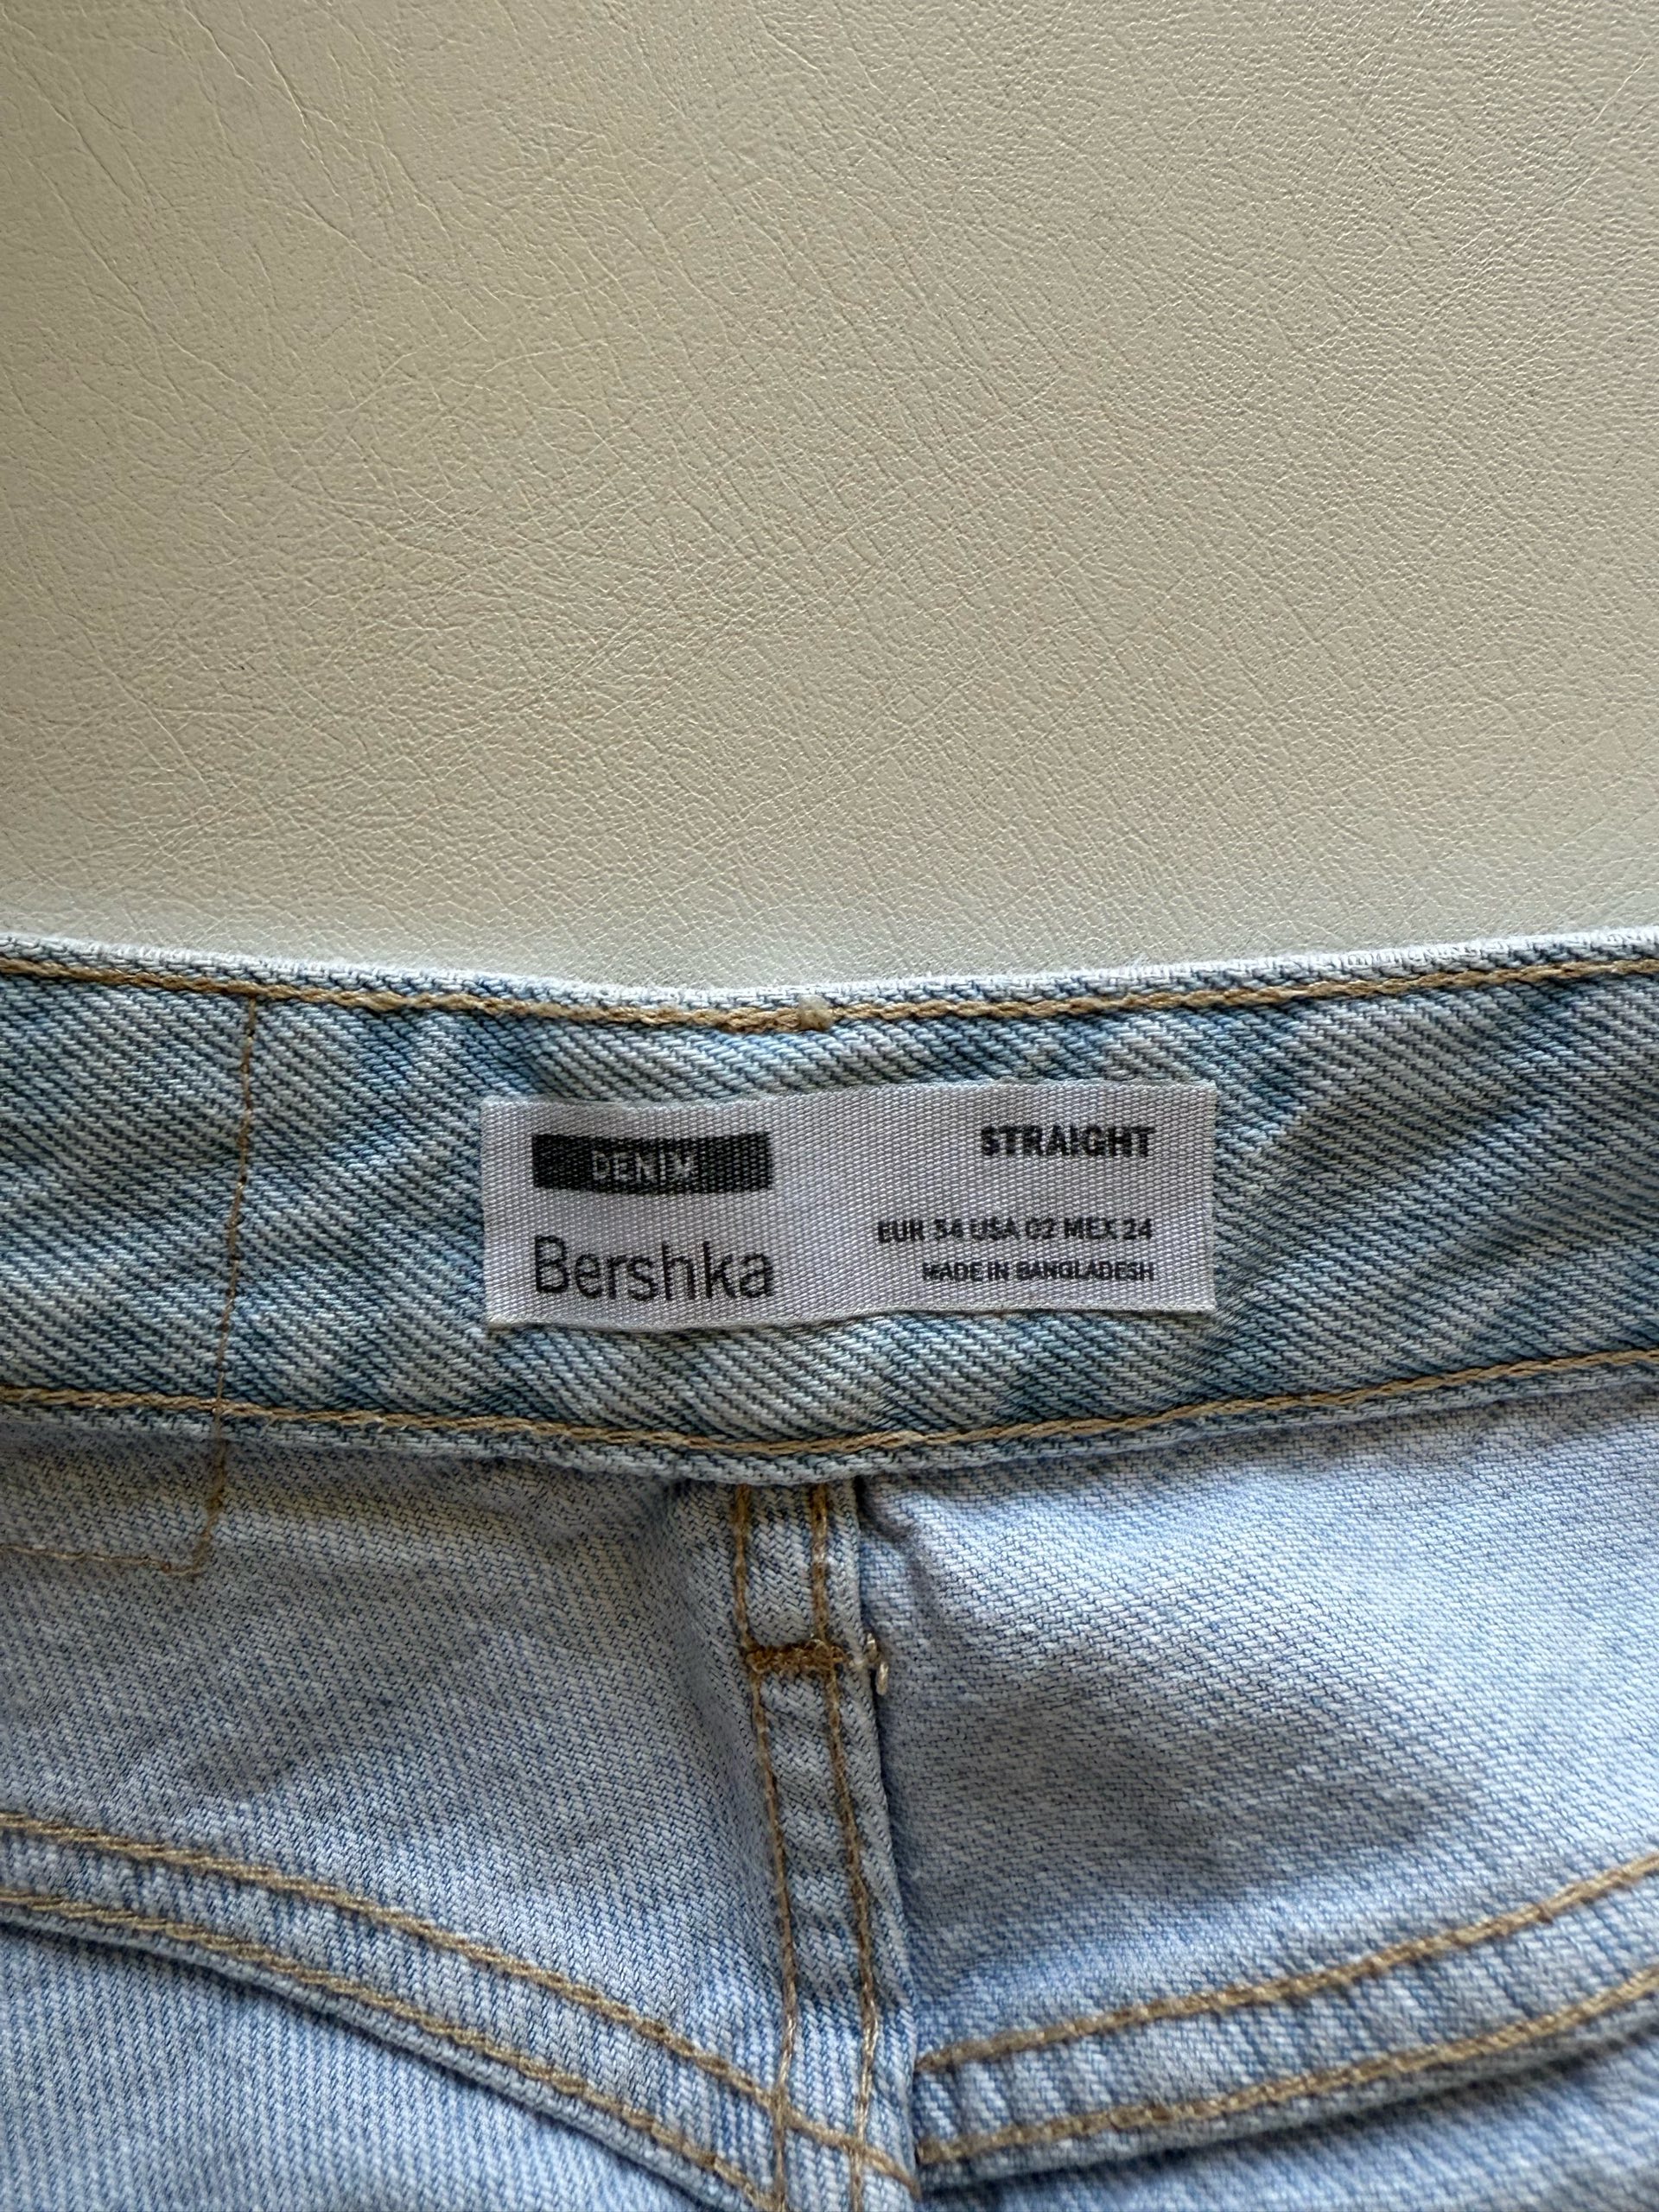 DENIM
Bershka
STRAIGHT
EUR 34 USA 02 MEX 24
MADE IN BANGLADESH